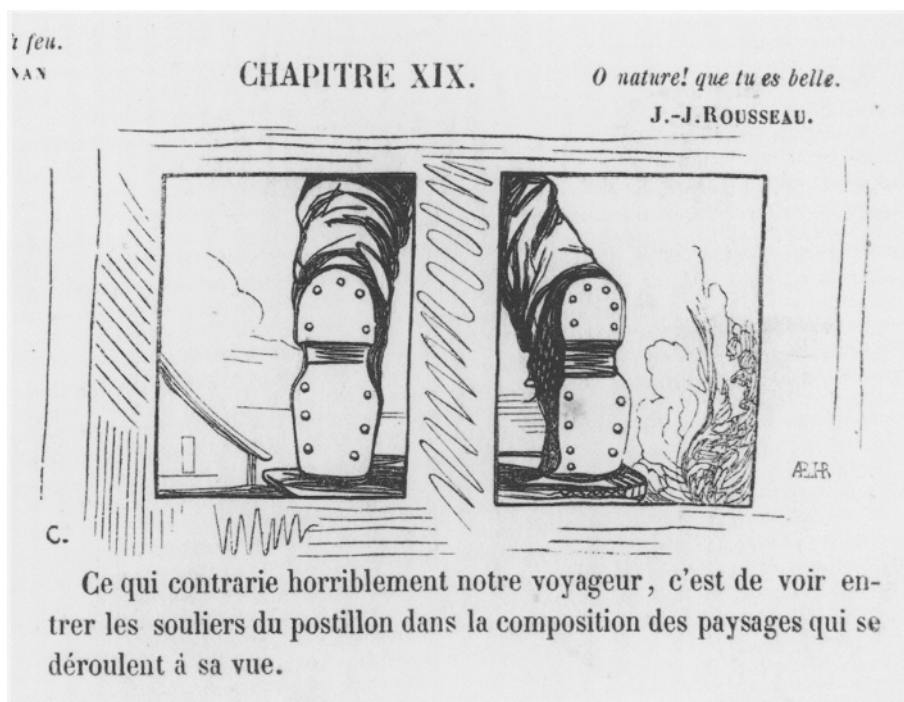 à feu.
NAN
CHAPITRE XIX.
O nature! que tu es belle.
J.-J. ROUSSEAU.
C.
Ce qui contrarie horriblement notre voyageur, c'est de voir en-
trer les souliers du postillon dans la composition des paysages qui se
déroulent à sa vue.